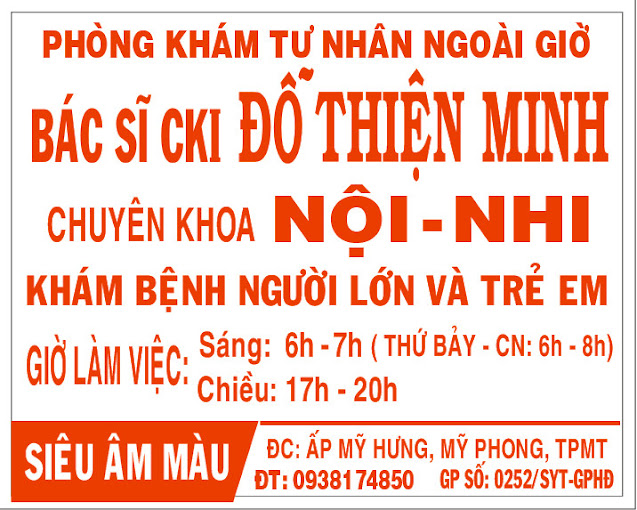 PHÒNG KHÁM TƯ NHÂN NGOÀI GIỜ
BÁC SĨ CKI ĐỖ THIỆN MINH
CHUYÊN KHOA NỘI - NHI
KHÁM BỆNH NGƯỜI LỚN VÀ TRẺ EM
GIỜ LÀM VIỆC:
Sáng: 6h - 7h ( THỨ BẢY - CN: 6h - 8h)
Chiều: 17h - 20h
SIÊU ÂM MÀU
ĐC: ẤP MỸ HƯNG, MỸ PHONG, TPMT
ĐT: 0938174850 GP SỐ: 0252/SYT-GPHĐ